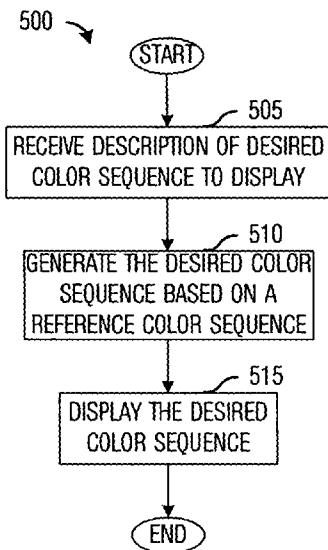 500
START
505
RECEIVE DESCRIPTION OF DESIRED
COLOR SEQUENCE TO DISPLAY
510
GENERATE THE DESIRED COLOR
SEQUENCE BASED ON A
REFERENCE COLOR SEQUENCE
515
DISPLAY THE DESIRED
COLOR SEQUENCE
END